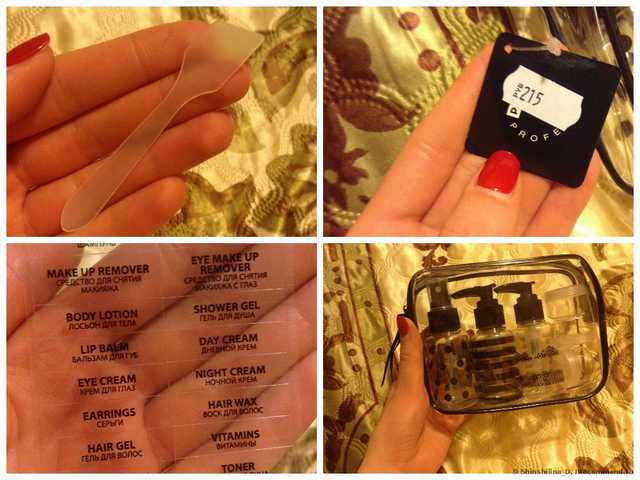 РУБ
215
P
PROFE
ШАМПУНЬ
MAKE UP REMOVER
СРЕДСТВО ДЛЯ СНЯТИЯ
МАКИЯЖА
BODY LOTION
ЛОСЬОН ДЛЯ ТЕЛА
LIP BALM
БАЛЬЗАМ ДЛЯ ГУБ
EYE CREAM
КРЕМ ДЛЯ ГЛАЗ
EARRINGS
СЕРЬГИ
HAIR GEL
ГЕЛЬ ДЛЯ ВОЛОС
EYE MAKE UP
REMOVER
СРЕДСТВО ДЛЯ СНЯТИЯ
МАКИЯЖА С ГЛАЗ
SHOWER GEL
ГЕЛЬ ДЛЯ ДУША
DAY CREAM
ДНЕВНОЙ КРЕМ
NIGHT CREAM
НОЧНОЙ КРЕМ
HAIR WAX
ВОСК ДЛЯ ВОЛОС
VITAMINS
ВИТАМИНЫ
TONER